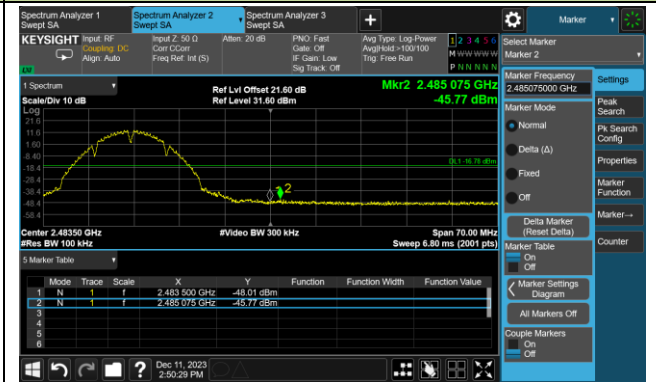 Spectrum Analyzer 1
Swept SA
Spectrum Analyzer 2
Swept SA
Spectrum Analyzer 3
Swept SA
+
Marker
KEYSIGHT
Input: RF
Coupling: DC
Align: Auto
Input Z: 50 Ω
Corr CCorr
Freq Ref: Int (S)
Atten: 20 dB
PNO: Fast
Gate: Off
IF Gain: Low
Sig Track: Off
Avg Type: Log-Power
Avg|Hold:>100/100
Trig: Free Run
1 2 3 4 5 6
M W W W W W
P N N N N N
LXI
Select Marker
Marker 2
1 Spectrum
Scale/Div 10 dB
Ref Lvl Offset 21.60 dB
Ref Level 31.60 dBm
Mkr2 2.485 075 GHz
-45.77 dBm
Log
21.6
11.6
1.60
-8.40
-18.4
-28.4
-38.4
-48.4
-58.4
DL1 -16.78 dBm
2
Center 2.48350 GHz
#Res BW 100 kHz
#Video BW 300 kHz
Span 70.00 MHz
Sweep 6.80 ms (2001 pts)
5 Marker Table
Mode Trace Scale X Y Function Function Width Function Value
1 N 1 f 2.483 500 GHz -48.01 dBm
2 N 1 f 2.485 075 GHz -45.77 dBm
3
4
5
6
Dec 11, 2023
2:50:29 PM
Marker Frequency
2.485075000 GHz
Marker Mode
Normal
Delta (Δ)
Fixed
Off
Delta Marker
(Reset Delta)
Marker Table
On
Off
Marker Settings
Diagram
All Markers Off
Couple Markers
On
Off
Settings
Peak
Search
Pk Search
Config
Properties
Marker
Function
Marker→
Counter